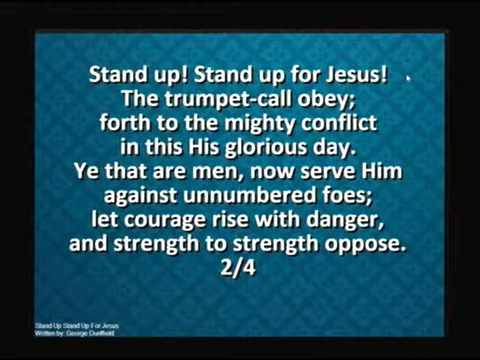 Stand up! Stand up for Jesus!
The trumpet-call obey;
forth to the mighty conflict
in this His glorious day.
Ye that are men, now serve Him
against unnumbered foes;
let courage rise with danger,
and strength to strength oppose.
2/4
Stand Up Stand Up For Jesus
Written by: George Dunffield